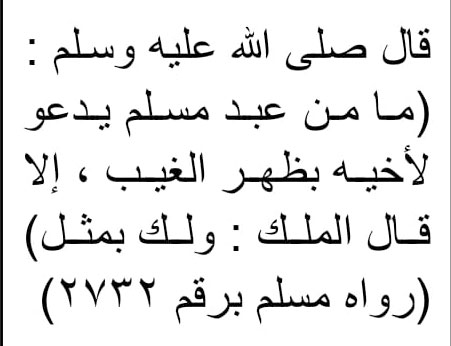 قال صلى الله عليه وسلم :
(ما من عبد مسلم يدعو
لأخيه بظهر الغيب ، إلا
قال الملك : ولك بمثل)
(رواه مسلم برقم ٢٧٣٢)